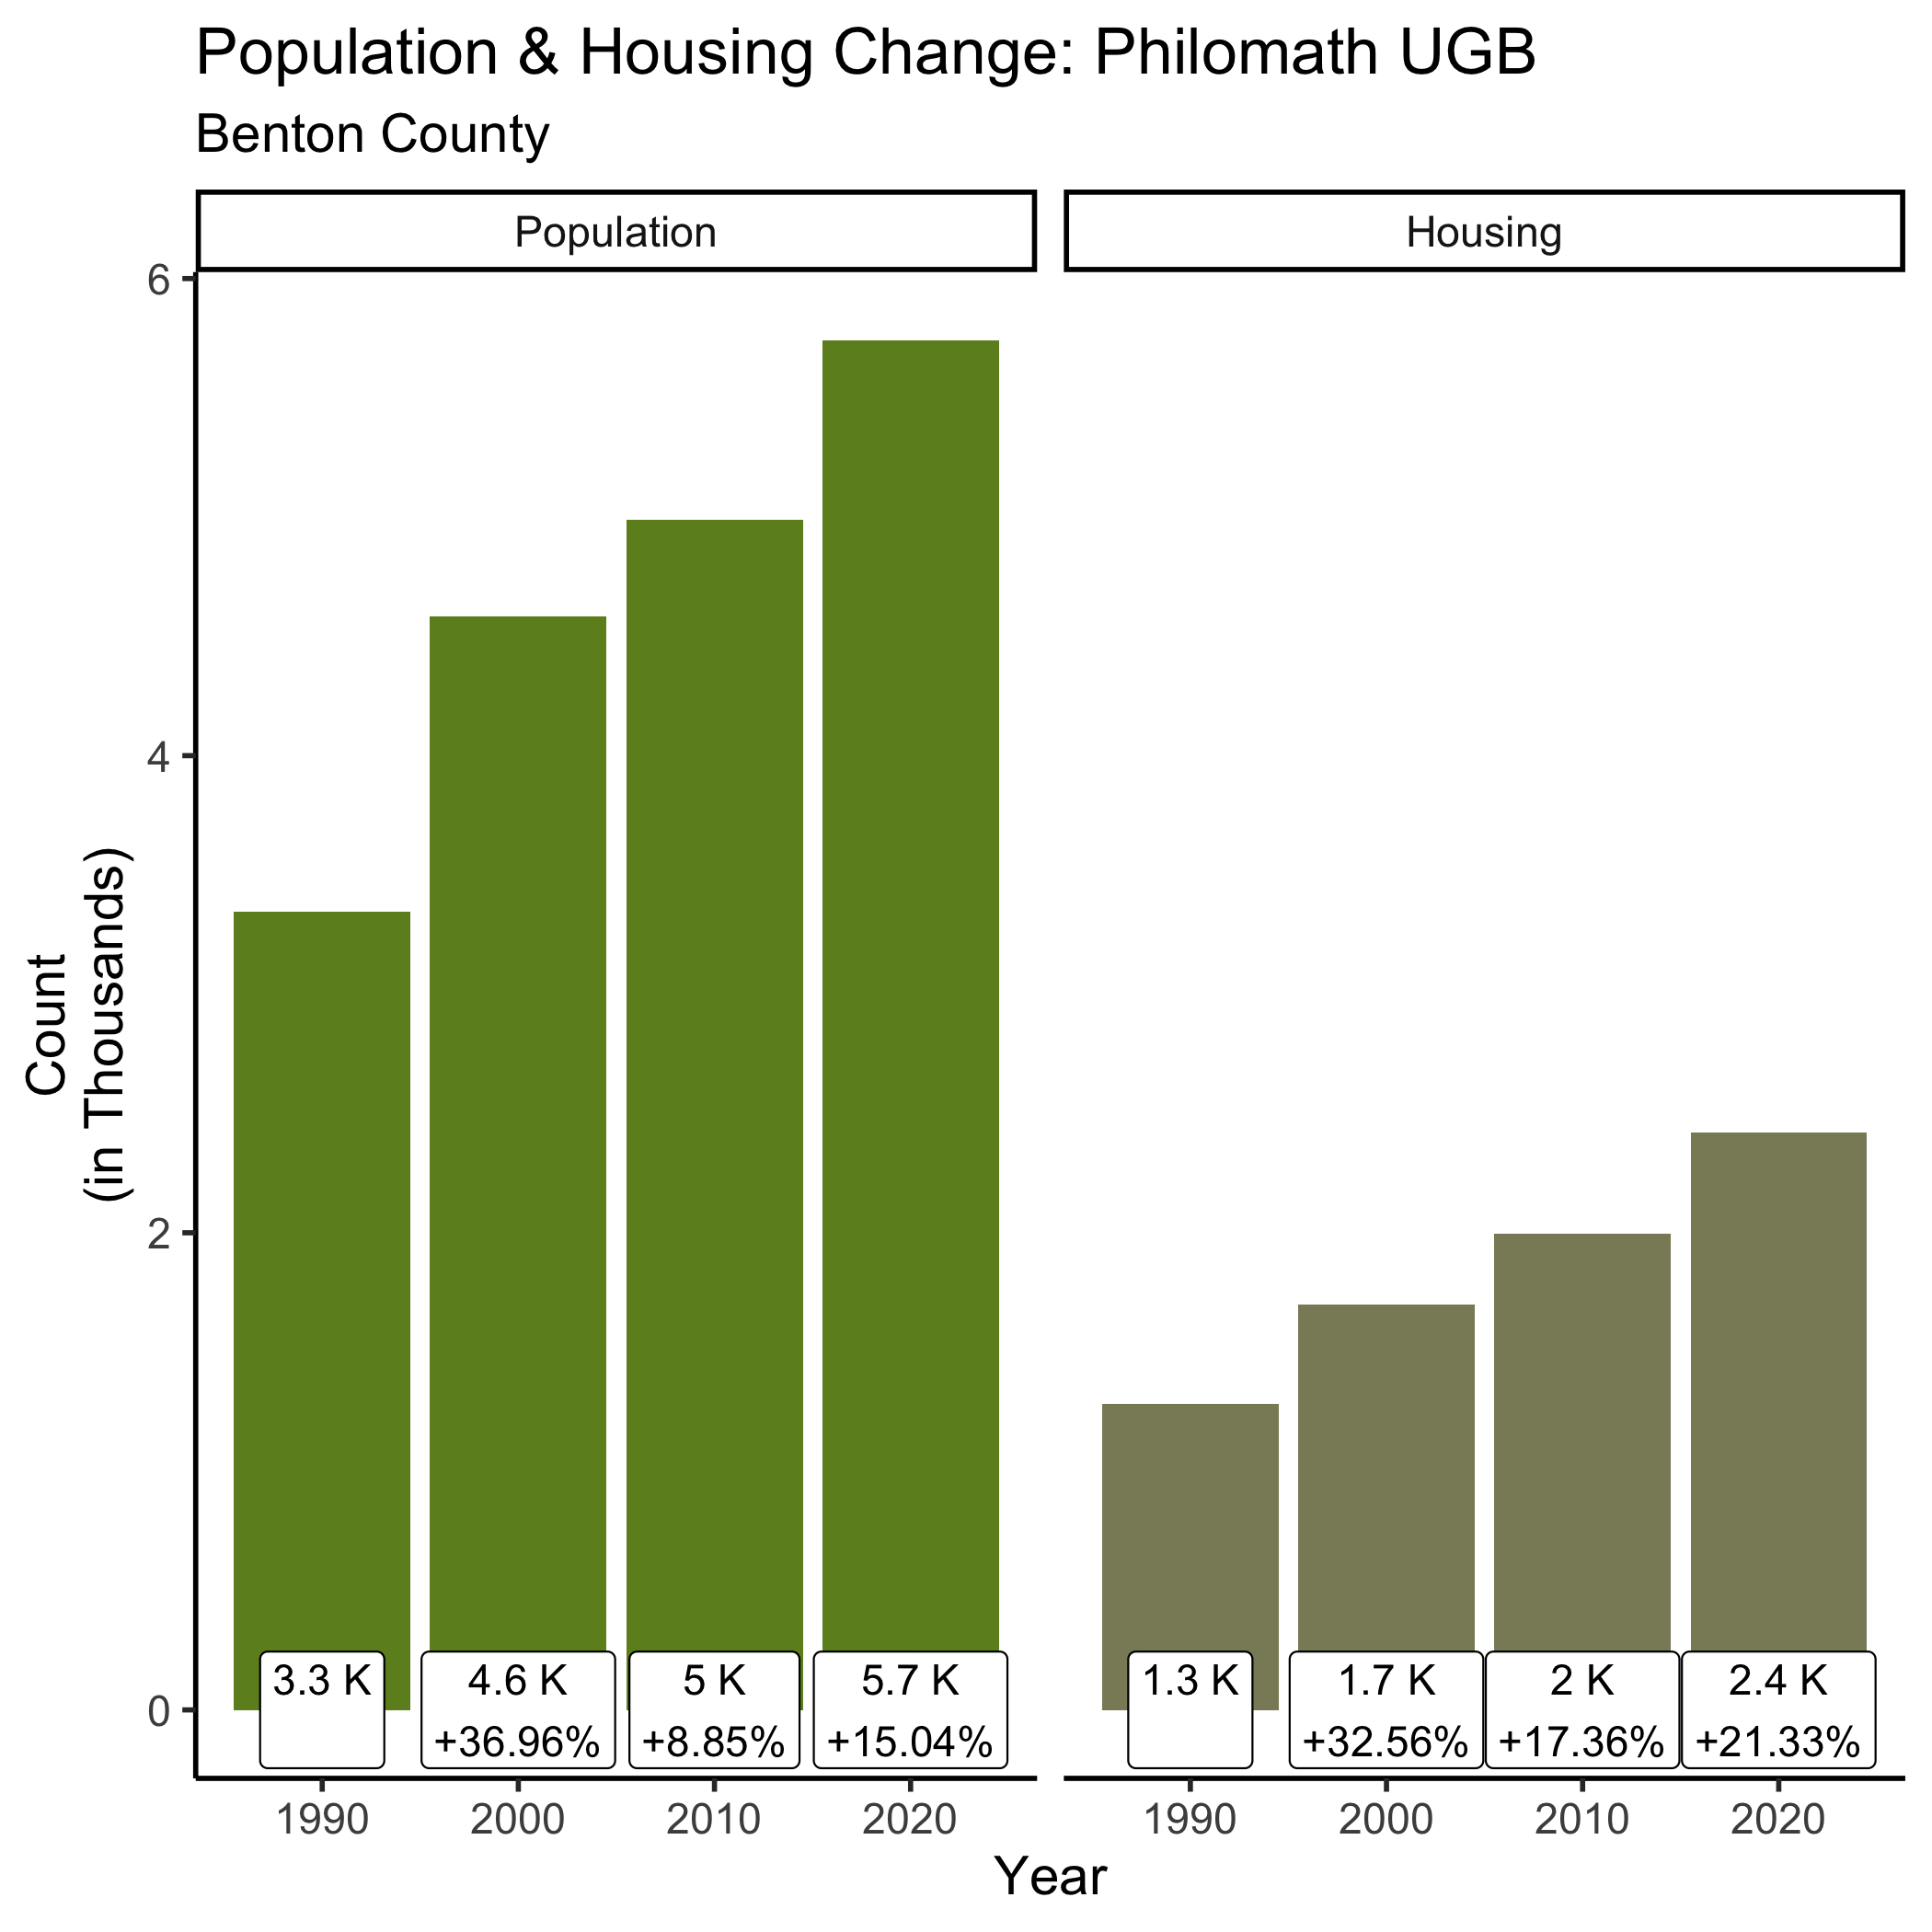 Population & Housing Change: Philomath UGB
Benton County
Population
Housing
Count
(in Thousands)
6
4
2
0
3.3 K
4.6 K
+36.96%
5 K
+8.85%
5.7 K
+15.04%
1.3 K
1.7 K
+32.56%
2 K
+17.36%
2.4 K
+21.33%
1990
2000
2010
2020
1990
2000
2010
2020
Year